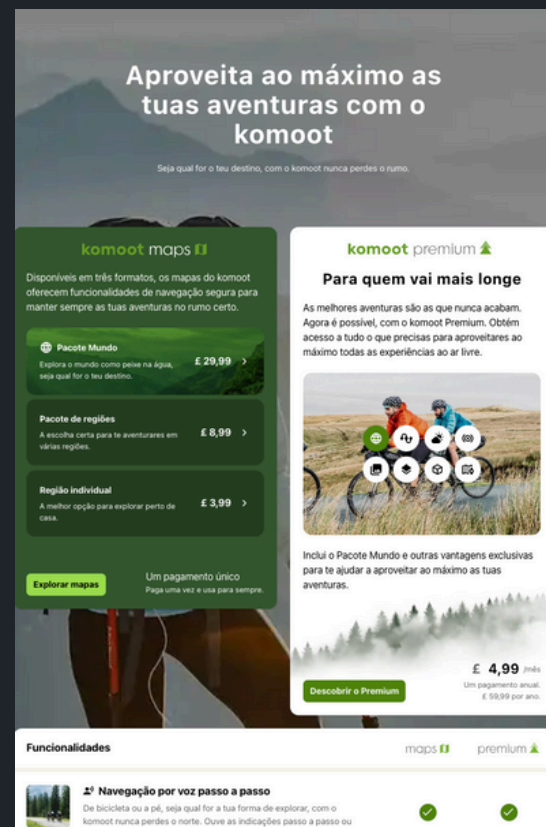 Aproveita ao máximo as
tuas aventuras com o
komoot
Seja qual for o teu destino, com o komoot nunca perdes o rumo.
komoot maps
Disponíveis em três formatos, os mapas do komoot
oferecem funcionalidades de navegação segura para
manter sempre as tuas aventuras no rumo certo.
Pacote Mundo
Explora o mundo como peixe na água,
seja qual for o teu destino.
£ 29,99 >
Pacote de regiões
A escolha certa para te aventurares em
várias regiões.
£ 8,99 >
Região individual
A melhor opção para explorar perto de
casa.
£ 3,99 >
Explorar mapas
Um pagamento único
Paga uma vez e usa para sempre.
komoot premium
Para quem vai mais longe
As melhores aventuras são as que nunca acabam.
Agora é possível, com o komoot Premium. Obtém
acesso a tudo o que precisas para aproveitares ao
máximo todas as experiências ao ar livre.
Inclui o Pacote Mundo e outras vantagens exclusivas
para te ajudar a aproveitar ao máximo as tuas
aventuras.
£ 4,99 /mês
Um pagamento anual.
£ 59,99 por ano.
Descobrir o Premium
Funcionalidades
maps
premium
Navegação por voz passo a passo
De bicicleta ou a pé, seja qual for a tua forma de explorar, com o
komoot nunca perdes o norte. Ouve as indicações passo a passo ou